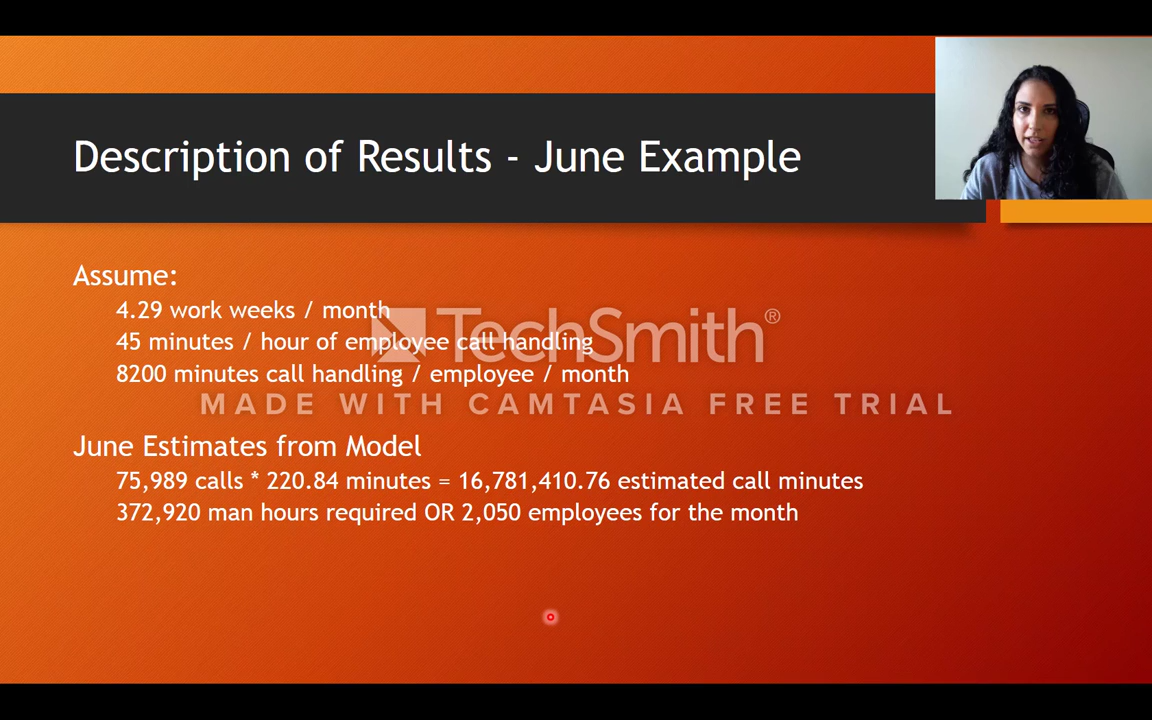 Description of Results - June Example
Assume:
4.29 work weeks / month
45 minutes / hour of employee call handling
8200 minutes call handling / employee / month
TechSmith®
MADE WITH CAMTASIA FREE TRIAL
June Estimates from Model
75,989 calls * 220.84 minutes = 16,781,410.76 estimated call minutes
372,920 man hours required OR 2,050 employees for the month